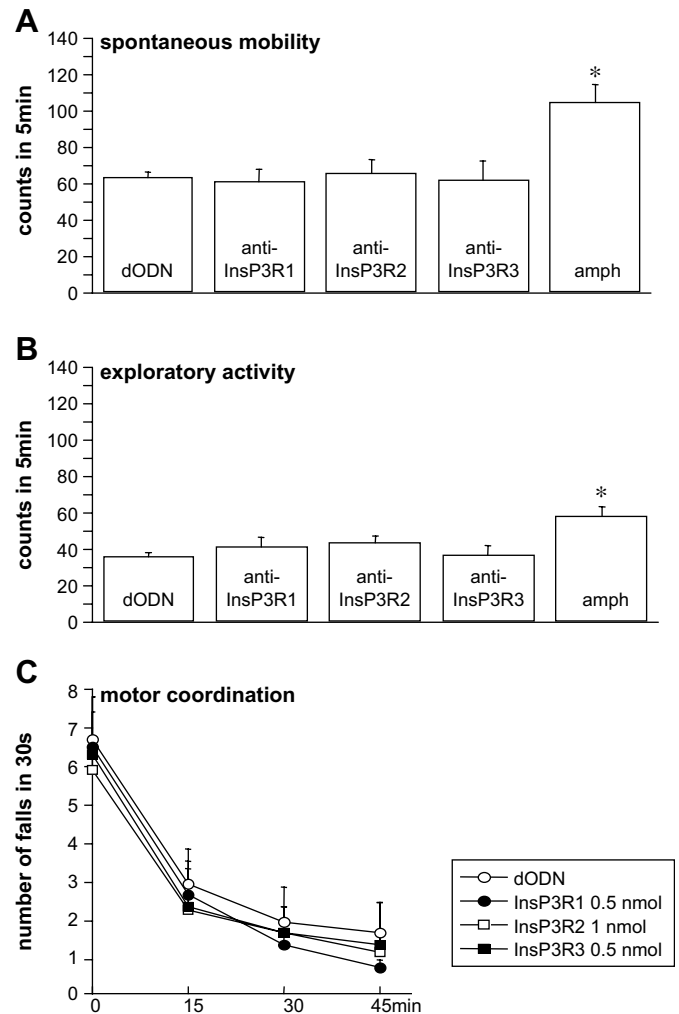 A
spontaneous mobility
counts in 5min
140
120
100
80
60
40
20
0
*
dODN
anti-
InsP3R1
anti-
InsP3R2
anti-
InsP3R3
amph
B
exploratory activity
counts in 5min
140
120
100
80
60
40
20
0
*
dODN
anti-
InsP3R1
anti-
InsP3R2
anti-
InsP3R3
amph
C
motor coordination
number of falls in 30s
8
7
6
5
4
3
2
1
0
0 15 30 45min
dODN
InsP3R1 0.5 nmol
InsP3R2 1 nmol
InsP3R3 0.5 nmol